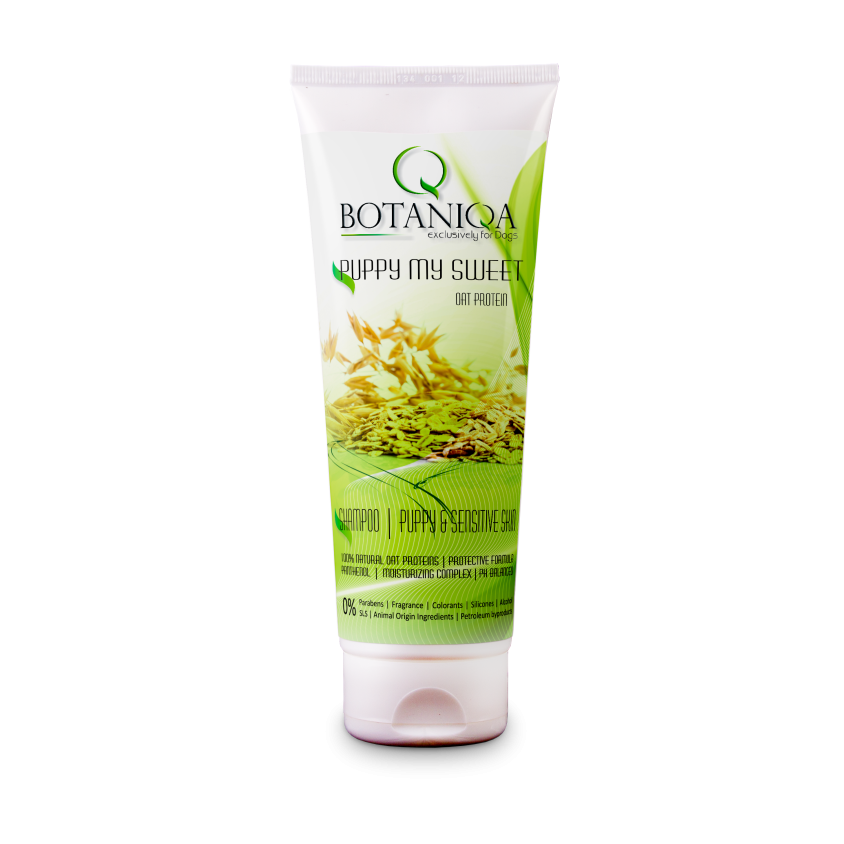 BOTANIQA
exclusively for Dogs
PUPPY MY SWEET
OAT PROTEIN
SHAMPOO | PUPPY & SENSITIVE SKIN
100% NATURAL OAT PROTEINS | PROTECTIVE FORMULA
PANTHENOL | MOISTURIZING COMPLEX | PH BALANCED
0% Parabens | Fragrance | Colorants | Silicones | Alcohol
SLS | Animal Origin Ingredients | Petroleum byproducts